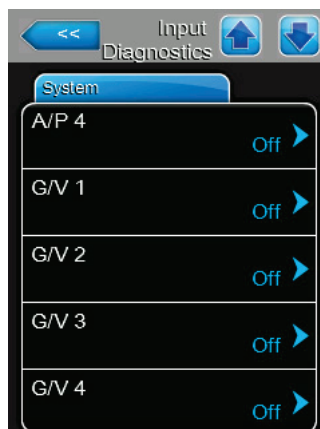 << Input
Diagnostics
System
A/P 4
Off
G/V 1
Off
G/V 2
Off
G/V 3
Off
G/V 4
Off